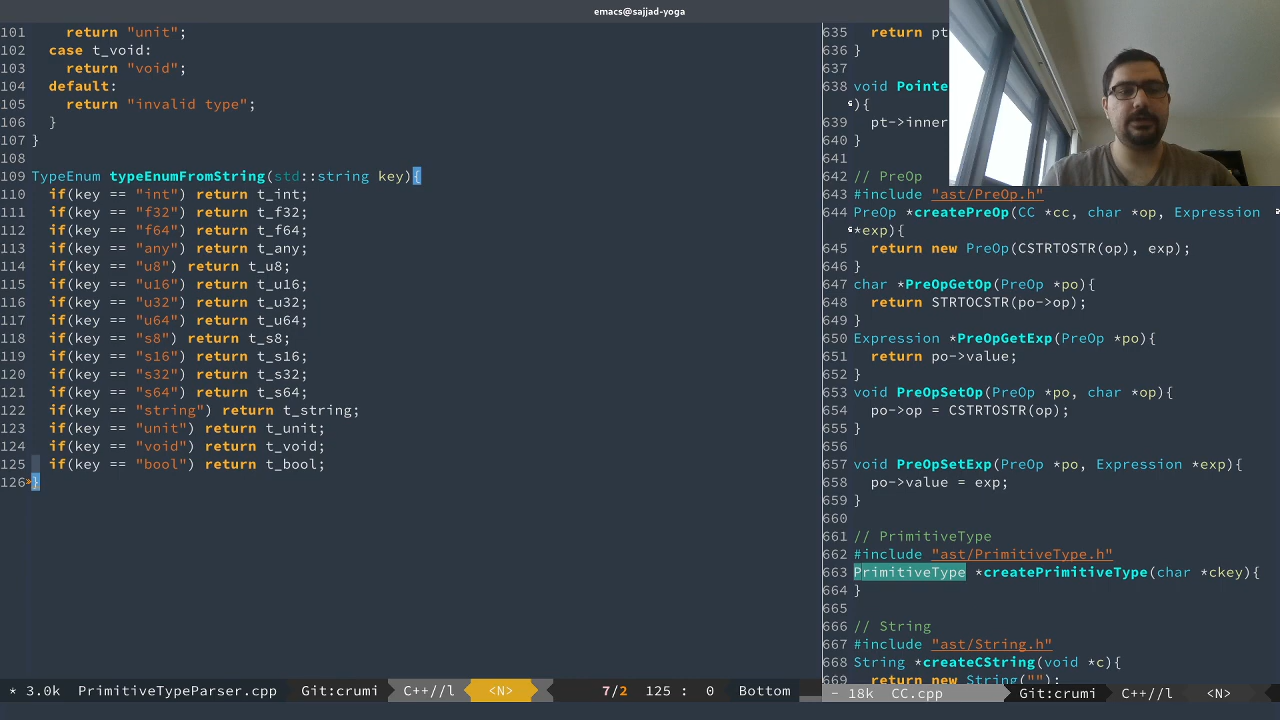 emacs@sajjad-yoga
101 return "unit";
102 case t_void:
103 return "void";
104 default:
105 return "invalid type";
106 }
107 }
108
109 TypeEnum typeEnumFromString(std::string key){
110 if(key == "int") return t_int;
111 if(key == "f32") return t_f32;
112 if(key == "f64") return t_f64;
113 if(key == "any") return t_any;
114 if(key == "u8") return t_u8;
115 if(key == "u16") return t_u16;
116 if(key == "u32") return t_u32;
117 if(key == "u64") return t_u64;
118 if(key == "s8") return t_s8;
119 if(key == "s16") return t_s16;
120 if(key == "s32") return t_s32;
121 if(key == "s64") return t_s64;
122 if(key == "string") return t_string;
123 if(key == "unit") return t_unit;
124 if(key == "void") return t_void;
125 if(key == "bool") return t_bool;
126 }
* 3.0k PrimitiveTypeParser.cpp Git:crumi C++//l <N> 7/2 125 : 0 Bottom
635 return pt
636 }
637
638 void Pointe
){
639 pt->inner
640 }
641
642 // PreOp
643 #include "ast/PreOp.h"
644 PreOp *createPreOp(CC *cc, char *op, Expression
*exp){
645 return new PreOp(CSTRTOSTR(op), exp);
646 }
647 char *PreOpGetOp(PreOp *po){
648 return STRTOCSTR(po->op);
649 }
650 Expression *PreOpGetExp(PreOp *po){
651 return po->value;
652 }
653 void PreOpSetOp(PreOp *po, char *op){
654 po->op = CSTRTOSTR(op);
655 }
656
657 void PreOpSetExp(PreOp *po, Expression *exp){
658 po->value = exp;
659 }
660
661 // PrimitiveType
662 #include "ast/PrimitiveType.h"
663 PrimitiveType *createPrimitiveType(char *ckey){
664 }
665
666 // String
667 #include "ast/String.h"
668 String *createCString(void *c){
669 return new String("");
- 18k CC.cpp Git:crumi C++//l <N>